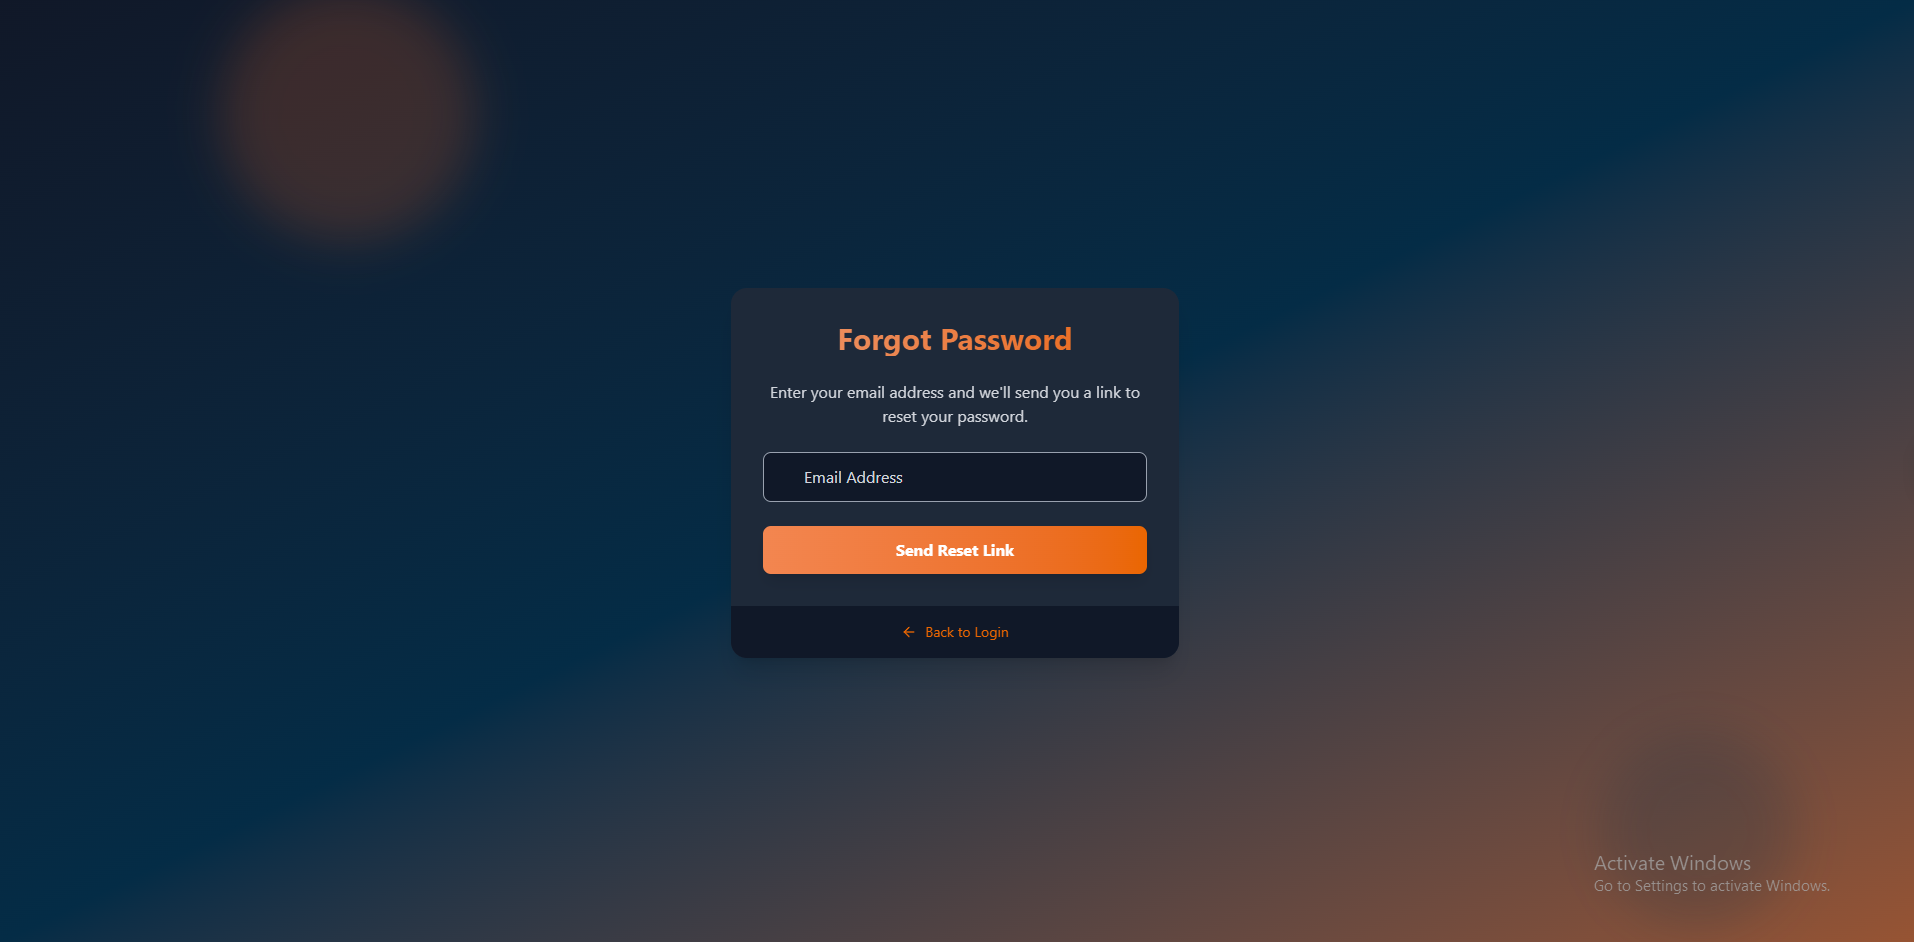 Forgot Password
Enter your email address and we'll send you a link to
reset your password.
Email Address
Send Reset Link
Back to Login
Activate Windows
Go to Settings to activate Windows.